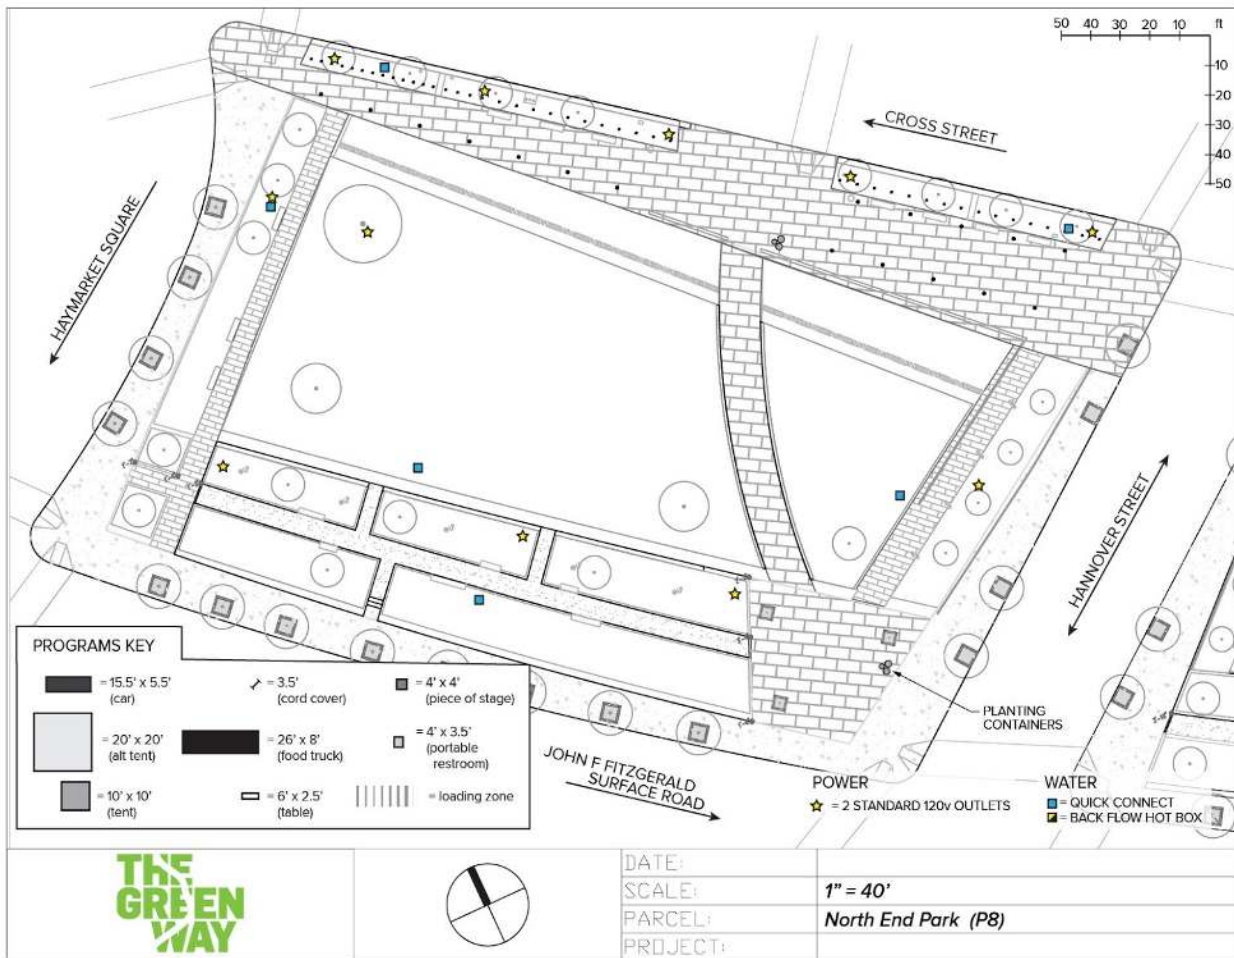 50 40 30 20 10 ft
10
20
30
40
50
CROSS STREET
HAYMARKET SQUARE
HANNOVER STREET
PROGRAMS KEY
= 15.5' x 5.5'
(car)
= 3.5'
(cord cover)
= 4' x 4'
(piece of stage)
= 20' x 20'
(alt tent)
= 26' x 8'
(food truck)
= 4' x 3.5'
(portable
restroom)
= 10' x 10'
(tent)
= 6' x 2.5'
(table)
= loading zone
PLANTING
CONTAINERS
JOHN F FITZGERALD
SURFACE ROAD
POWER
= 2 STANDARD 120v OUTLETS
WATER
= QUICK CONNECT
= BACK FLOW HOT BOX
THE
GREEN
WAY
DATE:
SCALE: 1" = 40'
PARCEL: North End Park (P8)
PROJECT: